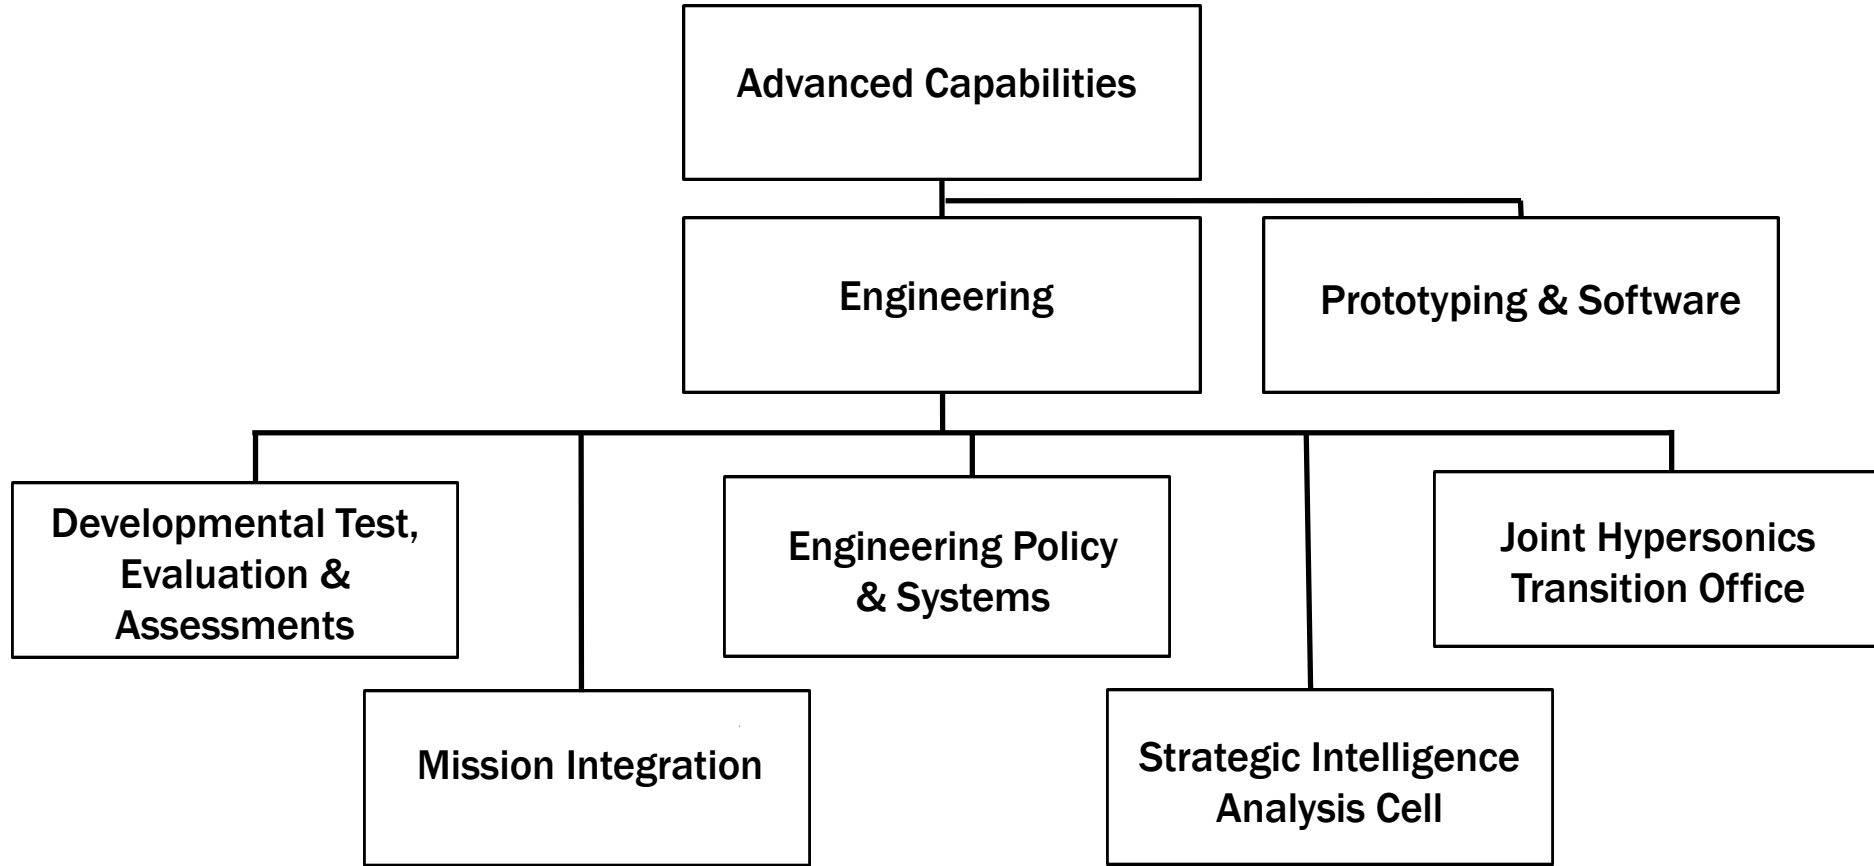 Advanced Capabilities
Engineering
Prototyping & Software
Developmental Test,
Evaluation &
Assessments
Mission Integration
Engineering Policy
& Systems
Strategic Intelligence
Analysis Cell
Joint Hypersonics
Transition Office